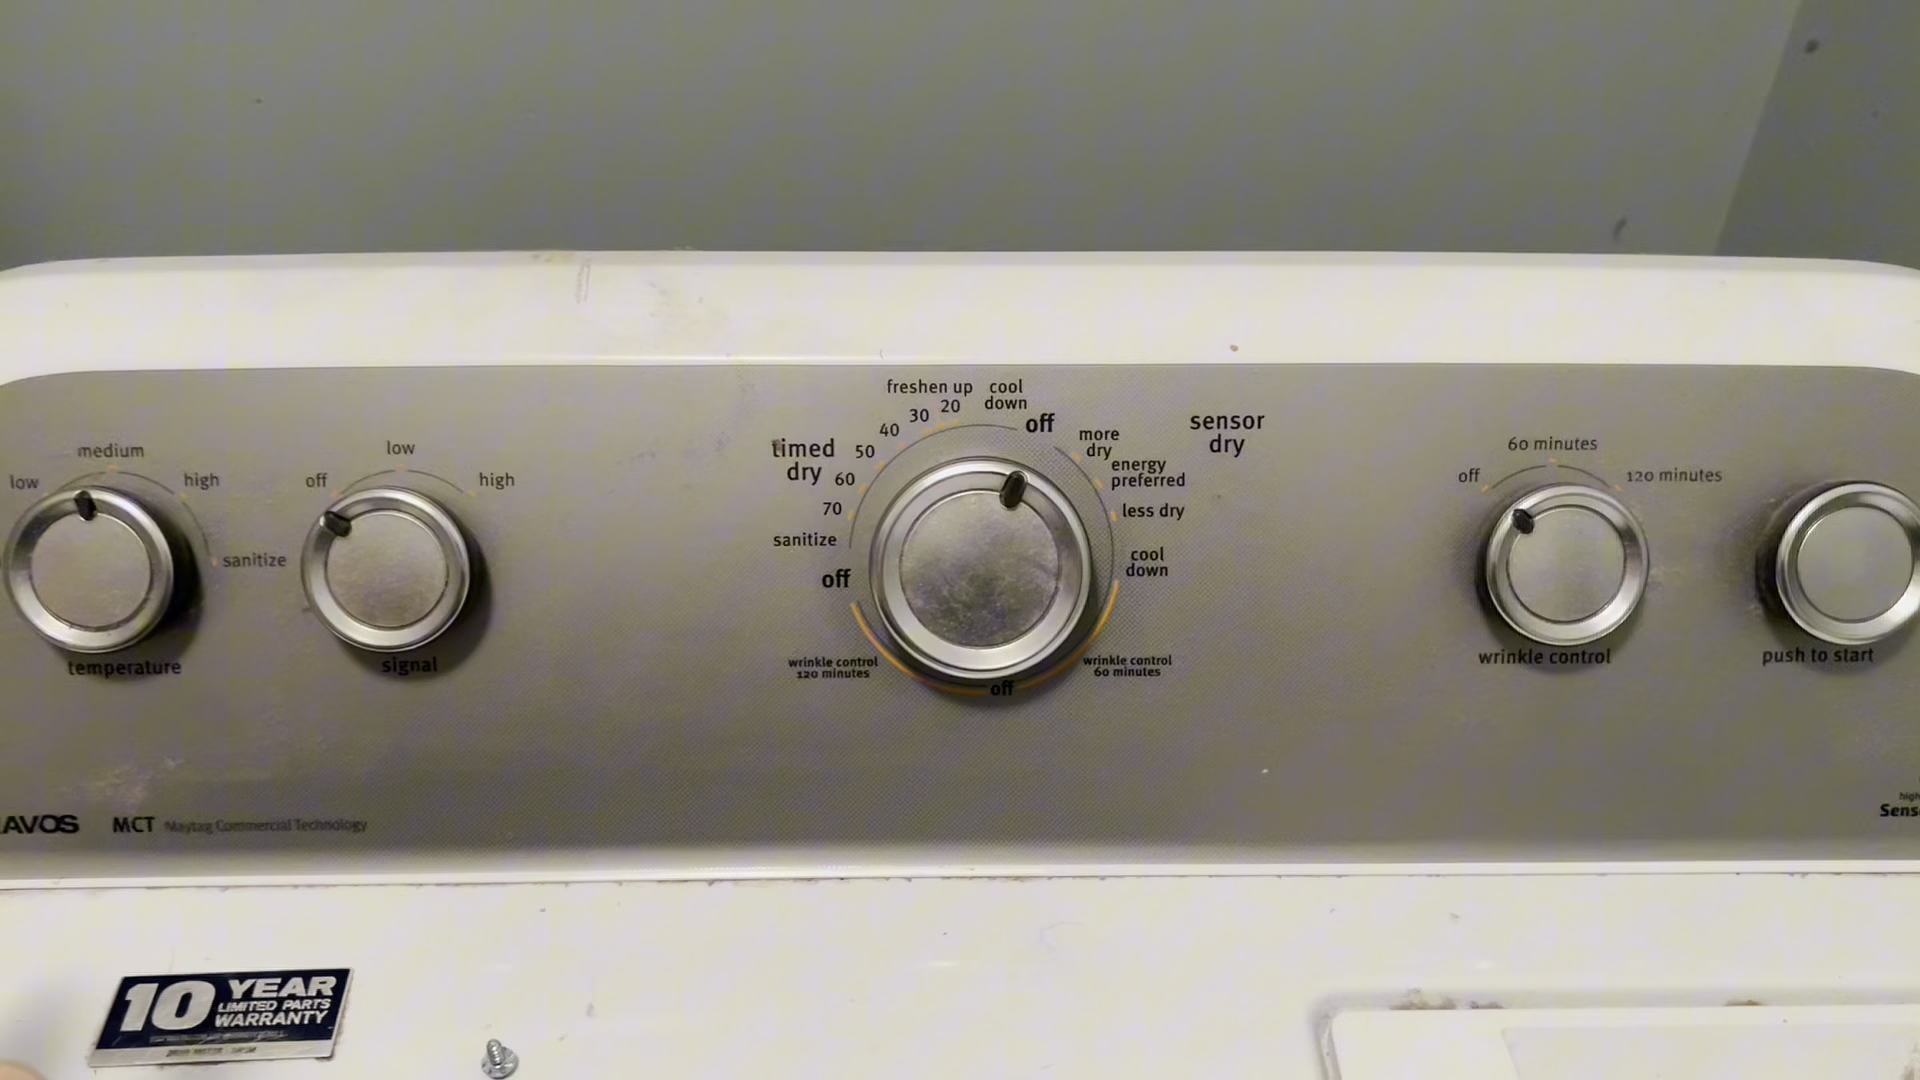 low
medium
high
sanitize
temperature
off
low
high
signal
timed
dry
freshen up
20
30
40
50
60
70
sanitize
off
wrinkle control
120 minutes
cool
down
off
more
dry
energy
preferred
less dry
cool
down
wrinkle control
60 minutes
off
sensor
dry
off
60 minutes
120 minutes
wrinkle control
push to start
AVOS MCT Maytag Commercial Technology
high
Sens
10 YEAR
LIMITED PARTS
WARRANTY